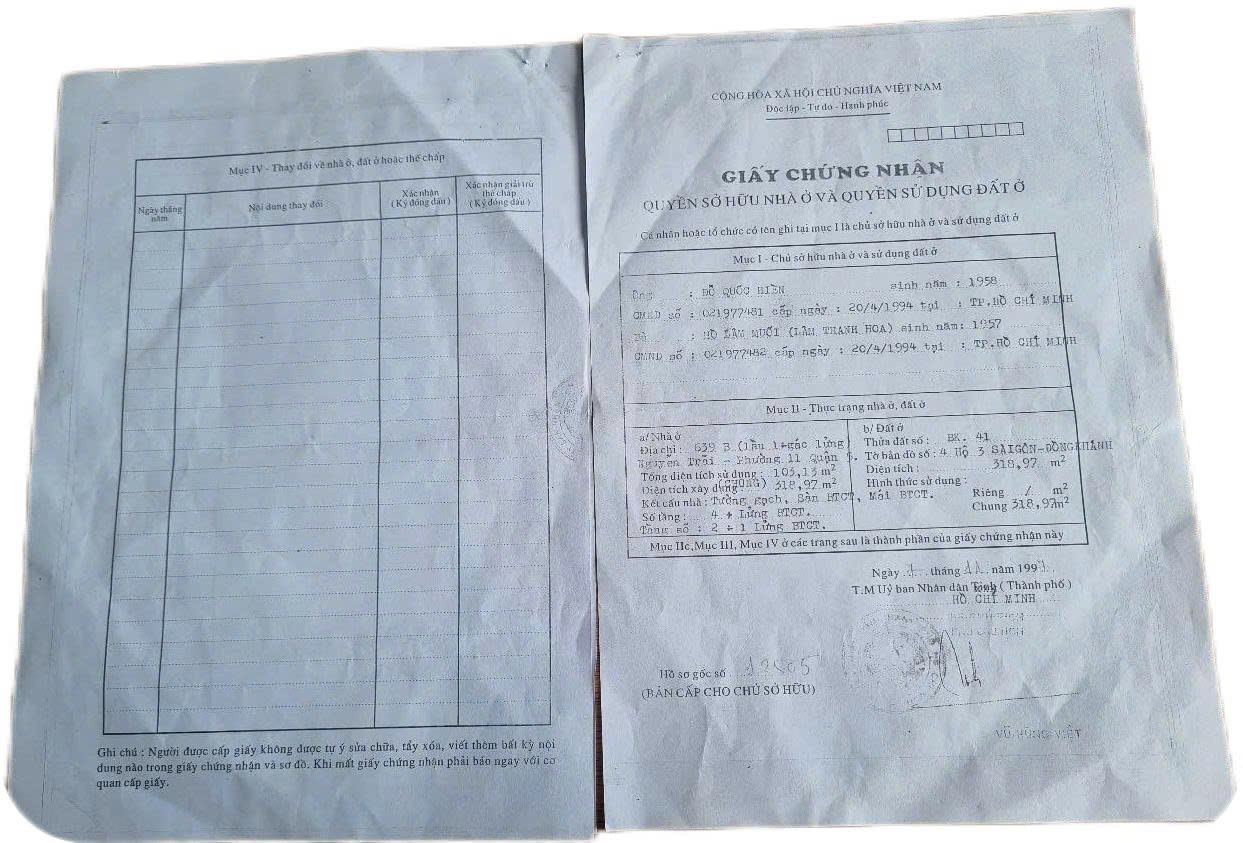 Mục IV - Thay đổi về nhà ở, đất ở hoặc thế chấp
Ngày tháng năm
Nội dung thay đổi
Xác nhận
(Ký đóng dấu)
Xác nhận giải trừ thế chấp
(Ký đóng dấu)
Ghi chú : Người được cấp giấy không được tự ý sửa chữa, tẩy xóa, viết thêm bất kỳ nội
dung nào trong giấy chứng nhận và sơ đồ. Khi mất giấy chứng nhận phải báo ngay với cơ
quan cấp giấy.
CỘNG HÒA XÃ HỘI CHỦ NGHĨA VIỆT NAM
Độc lập - Tự do - Hạnh phúc
GIẤY CHỨNG NHẬN
QUYỀN SỞ HỮU NHÀ Ở VÀ QUYỀN SỬ DỤNG ĐẤT Ở
Cá nhân hoặc tổ chức có tên ghi tại mục I là chủ sở hữu nhà ở và sử dụng đất ở
Mục I - Chủ sở hữu nhà ở và sử dụng đất ở
Ông : ĐỖ QUỐC HIỀN sinh năm : 1958
CMND số : 021977481 cấp ngày : 20/4/1994 tại : TP.HỒ CHÍ MINH
Bà : HỒ LÂM MUỐI (LÂM THANH HOA) sinh năm: 1957
CMND số : 021977482 cấp ngày : 20/4/1994 tại : TP.HỒ CHÍ MINH
Mục II - Thực trạng nhà ở, đất ở
a/ Nhà ở
Địa chỉ : 639 B (lầu 1+gác lửng)
Nguyễn Trãi - Phường 11 Quận 5.
Tổng diện tích sử dụng : 105,13 m²
Diện tích xây dựng : (CHUNG) 318,97 m²
Kết cấu nhà : Tường gạch, Sàn BTCT, Mái BTCT.
Số tầng : 4 + Lửng BTCT.
Tầng số : 2 + 1 Lửng BTCT.
b/ Đất ở
Thửa đất số : BK. 41
Tờ bản đồ số : 4 Hộ 3 SÀIGÒN-ĐỒNGKHÁNH
Diện tích : 318,97 m²
Hình thức sử dụng :
Riêng / m²
Chung 318,97m²
Mục IIc, Mục III, Mục IV ở các trang sau là thành phần của giấy chứng nhận này
Ngày tháng năm 199
T.M Uỷ ban Nhân dân Tỉnh ( Thành phố )
HỒ CHÍ MINH
Hồ sơ gốc số
(BẢN CẤP CHO CHỦ SỞ HỮU)
VŨ HÙNG VIỆT